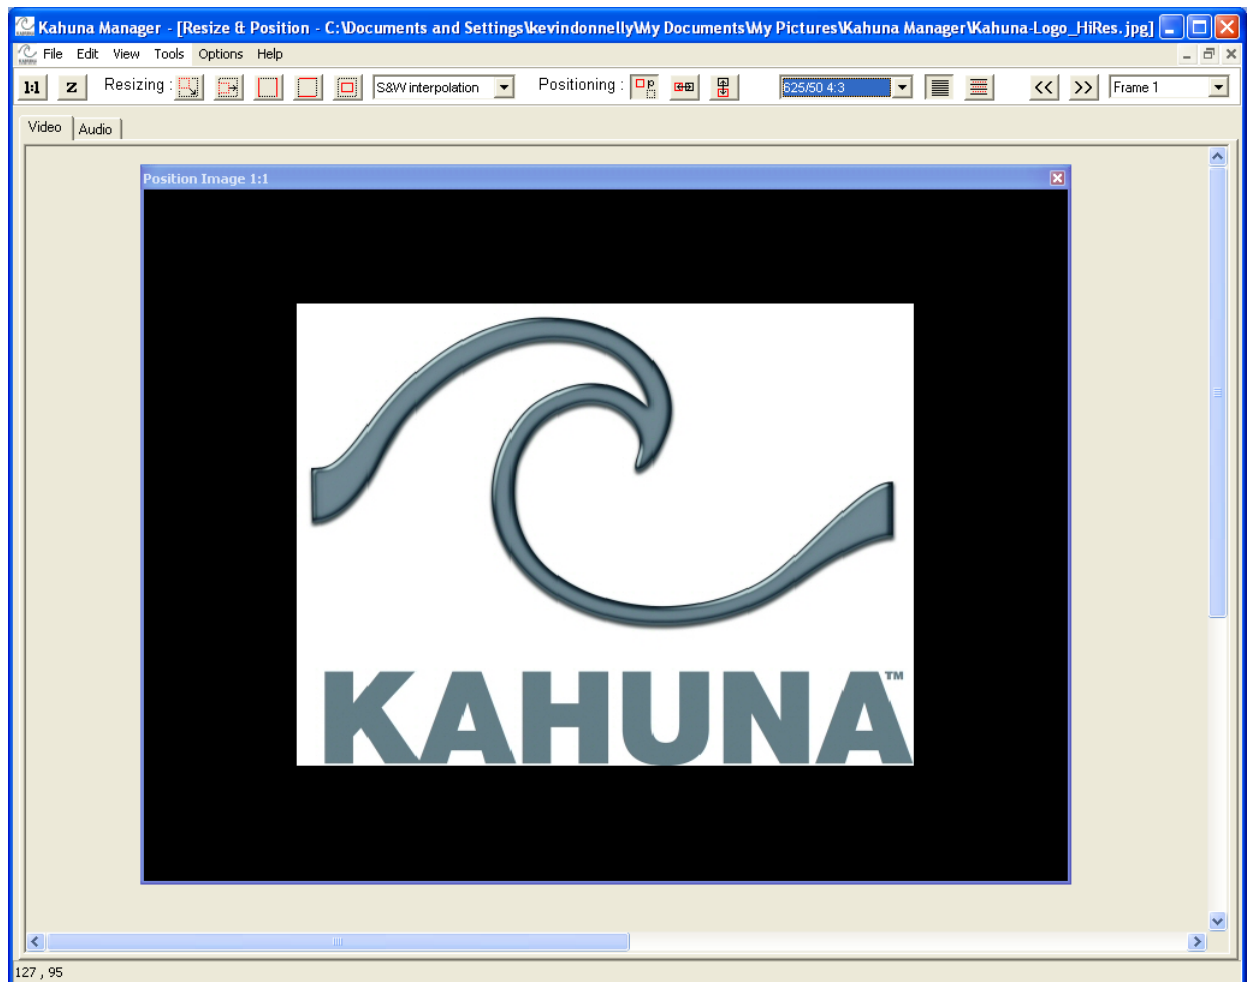 Kahuna Manager - [Resize & Position - C:\Documents and Settings\kevindonnelly\My Documents\My Pictures\Kahuna Manager\Kahuna-Logo_HiRes.jpg]
File Edit View Tools Options Help
1:1 Z Resizing : S&W interpolation Positioning : p 625/50 4:3 << >> Frame 1
Video Audio
Position Image 1:1
KAHUNA™
127 , 95